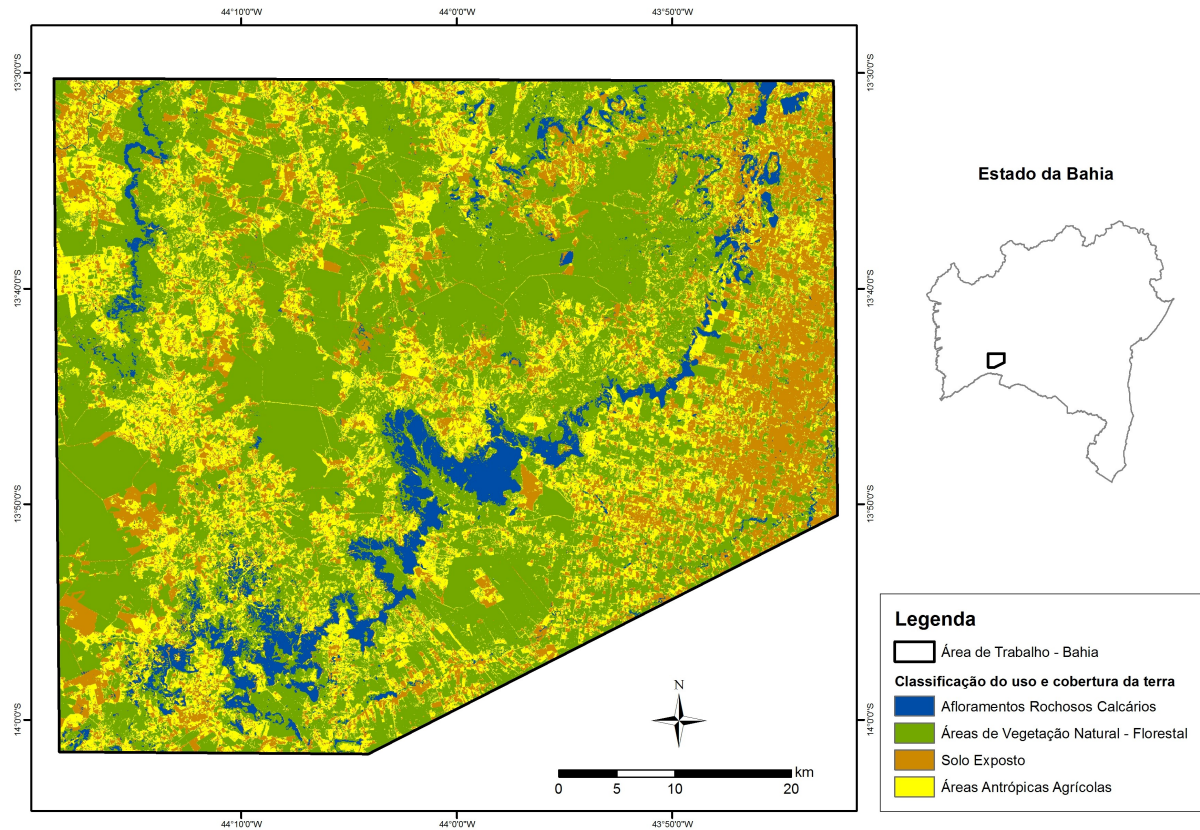 44°10'0"W 44°0'0"W 43°50'0"W
13°30'0"S 13°30'0"S
Estado da Bahia
13°40'0"S 13°40'0"S
13°50'0"S 13°50'0"S
14°0'0"S 14°0'0"S
N
km
0 5 10 20
44°10'0"W 44°0'0"W 43°50'0"W
Legenda
Área de Trabalho - Bahia
Classificação do uso e cobertura da terra
Afloramentos Rochosos Calcários
Áreas de Vegetação Natural - Florestal
Solo Exposto
Áreas Antrópicas Agrícolas